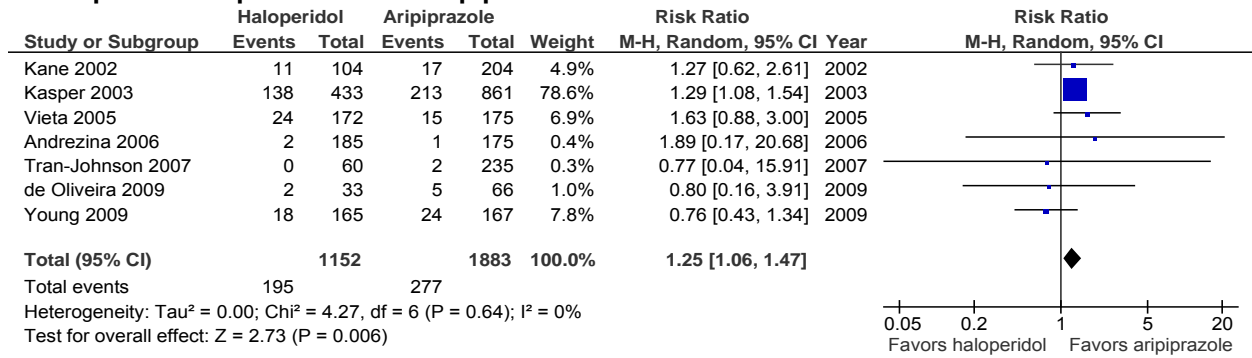 Haloperidol Aripiprazole Risk Ratio Risk Ratio
Study or Subgroup Events Total Events Total Weight M-H, Random, 95% CI Year M-H, Random, 95% CI
Kane 2002 11 104 17 204 4.9% 1.27 [0.62, 2.61] 2002
Kasper 2003 138 433 213 861 78.6% 1.29 [1.08, 1.54] 2003
Vieta 2005 24 172 15 175 6.9% 1.63 [0.88, 3.00] 2005
Andrezina 2006 2 185 1 175 0.4% 1.89 [0.17, 20.68] 2006
Tran-Johnson 2007 0 60 2 235 0.3% 0.77 [0.04, 15.91] 2007
de Oliveira 2009 2 33 5 66 1.0% 0.80 [0.16, 3.91] 2009
Young 2009 18 165 24 167 7.8% 0.76 [0.43, 1.34] 2009
Total (95% CI) 1152 1883 100.0% 1.25 [1.06, 1.47]
Total events 195 277
Heterogeneity: Tau² = 0.00; Chi² = 4.27, df = 6 (P = 0.64); I² = 0%
Test for overall effect: Z = 2.73 (P = 0.006)
0.05 0.2 1 5 20
Favors haloperidol Favors aripiprazole